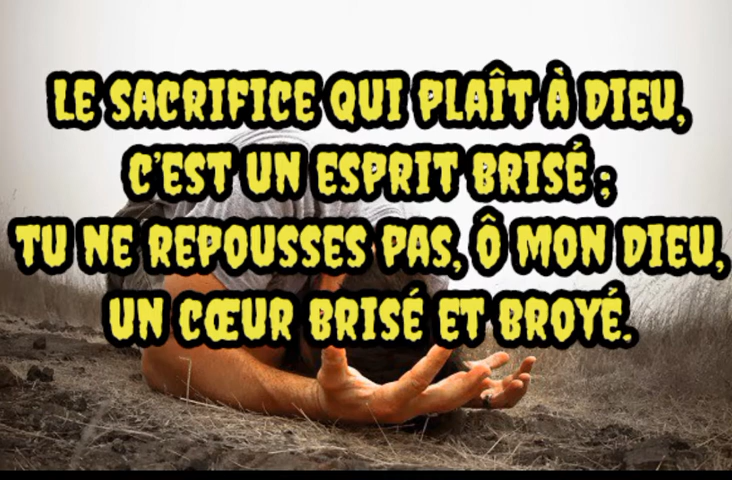 LE SACRIFICE QUI PLAÎT À DIEU,
C'EST UN ESPRIT BRISÉ ;
TU NE REPOUSSES PAS, Ô MON DIEU,
UN CŒUR BRISÉ ET BROYÉ.